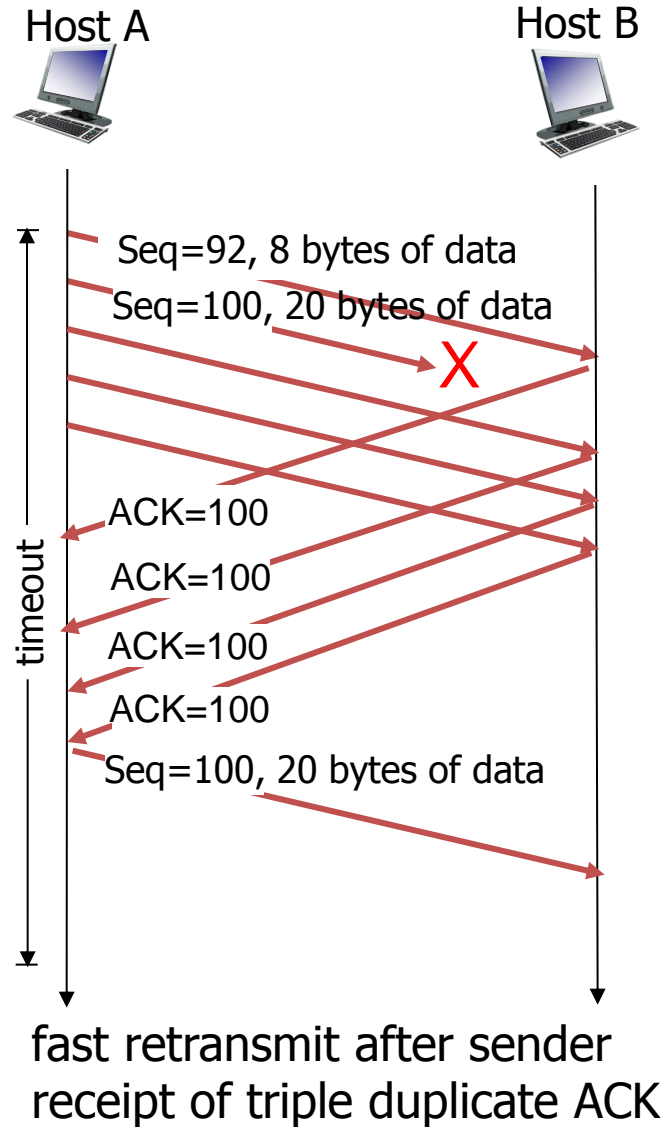 Host A
Host B
Seq=92, 8 bytes of data
Seq=100, 20 bytes of data
X
ACK=100
timeout
ACK=100
ACK=100
ACK=100
Seq=100, 20 bytes of data
fast retransmit after sender
receipt of triple duplicate ACK